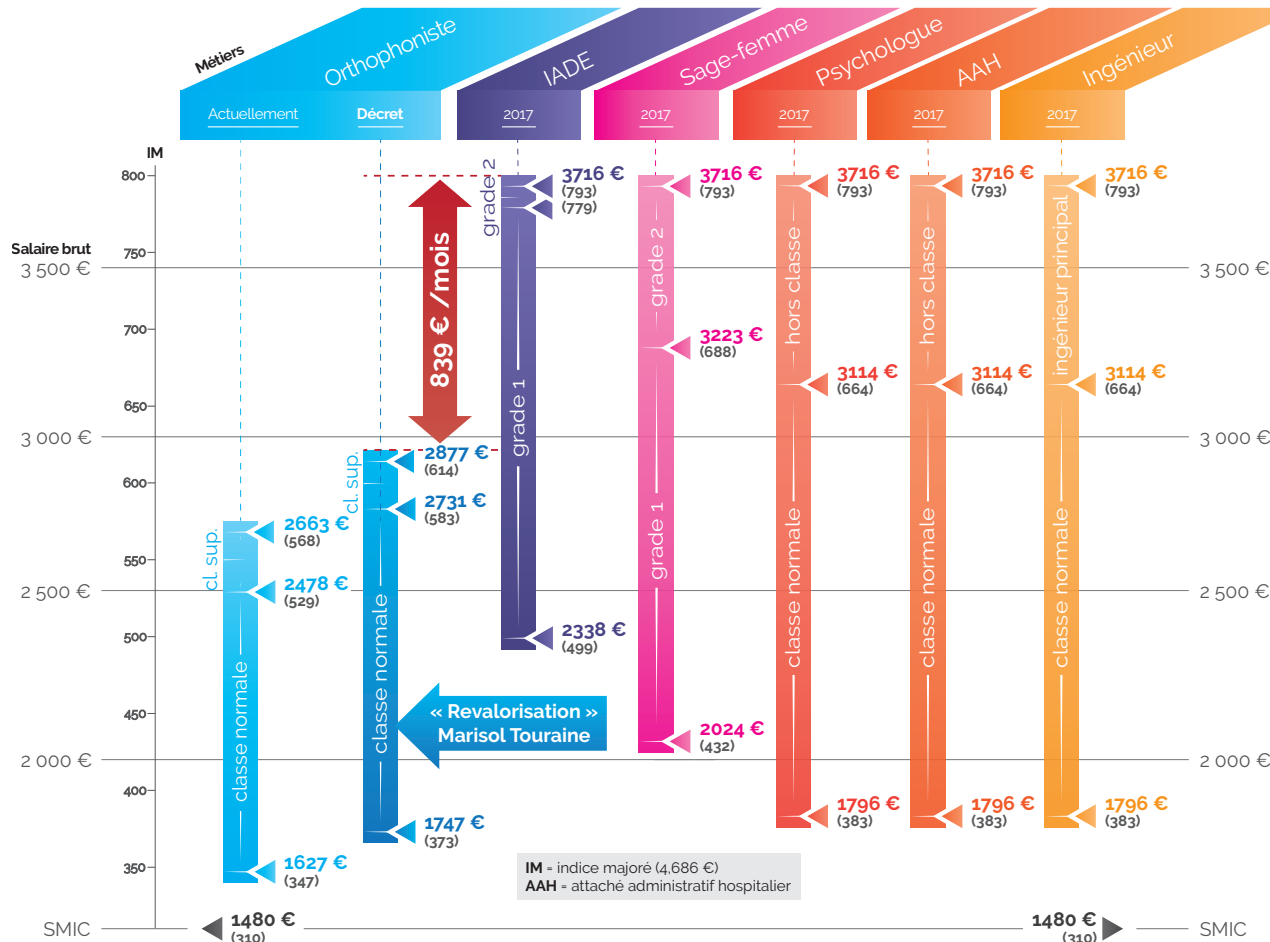 Métiers
Orthophoniste
IADE
Sage-femme
Psychologue
AAH
Ingénieur
Actuellement
Décret
2017
2017
2017
2017
2017
IM
800
750
700
650
600
550
500
450
400
350
Salaire brut
3 500 €
3 000 €
2 500 €
2 000 €
SMIC
cl. sup.
classe normale
2663 €
(568)
2478 €
(529)
1627 €
(347)
cl. sup.
classe normale
2877 €
(614)
2731 €
(583)
1747 €
(373)
839 € /mois
« Revalorisation »
Marisol Touraine
grade 2
grade 1
3716 €
(793)
(779)
2338 €
(499)
grade 2
grade 1
3716 €
(793)
3223 €
(688)
2024 €
(432)
hors classe
classe normale
3716 €
(793)
3114 €
(664)
1796 €
(383)
hors classe
classe normale
3716 €
(793)
3114 €
(664)
1796 €
(383)
ingénieur principal
classe normale
3716 €
(793)
3114 €
(664)
1796 €
(383)
3 500 €
3 000 €
2 500 €
2 000 €
SMIC
IM = indice majoré (4,686 €)
AAH = attaché administratif hospitalier
1480 €
(310)
1480 €
(310)